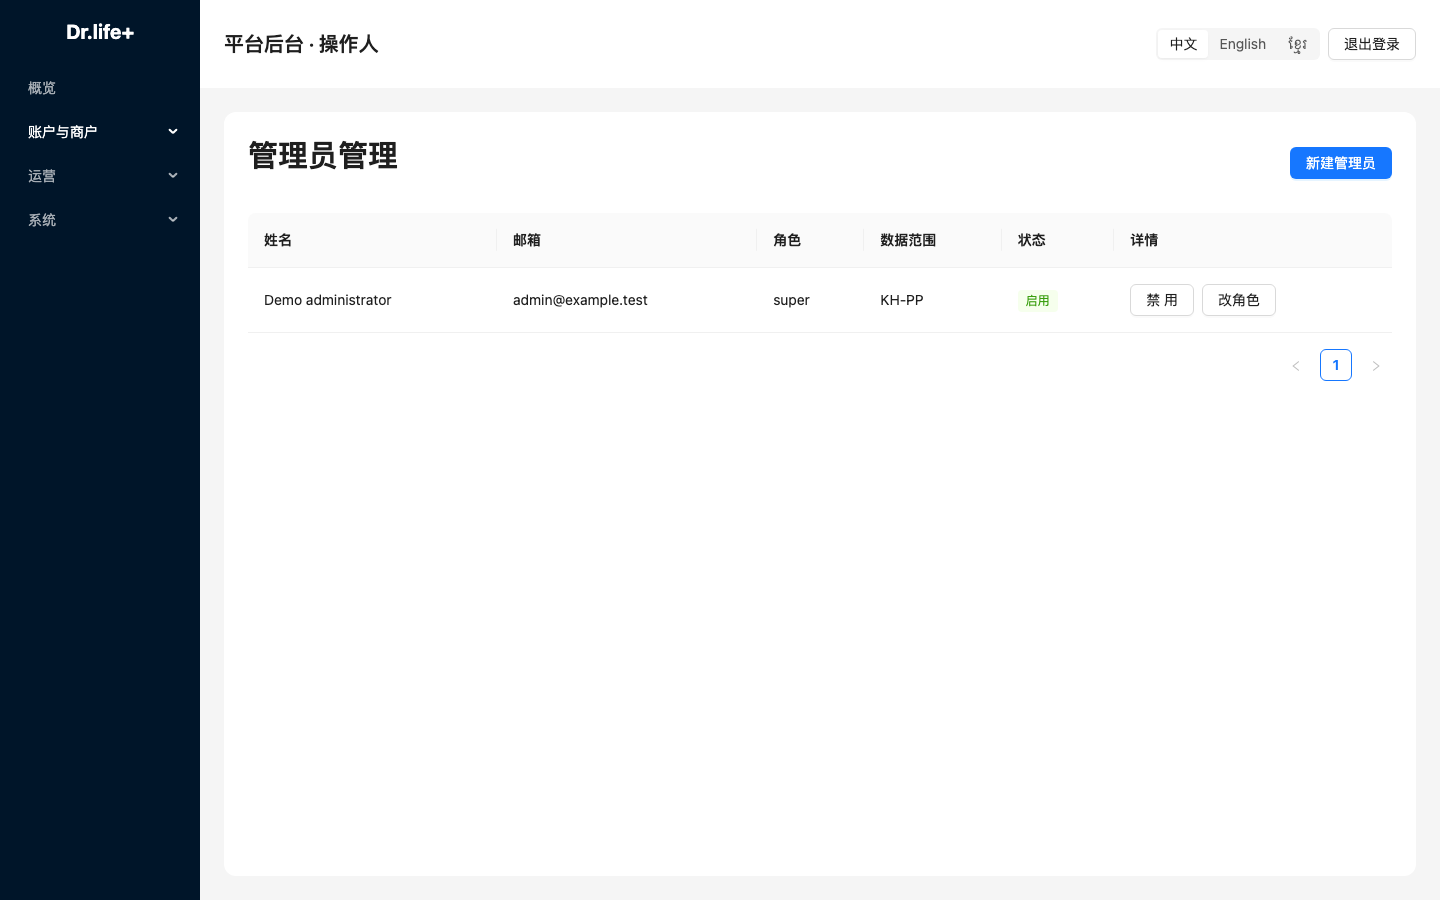 Dr.life+
概览
账户与商户
运营
系统
平台后台 · 操作人
中文 English ខ្មែរ 退出登录
管理员管理
新建管理员
姓名 邮箱 角色 数据范围 状态 详情
Demo administrator admin@example.test super KH-PP 启用 禁 用 改角色
1